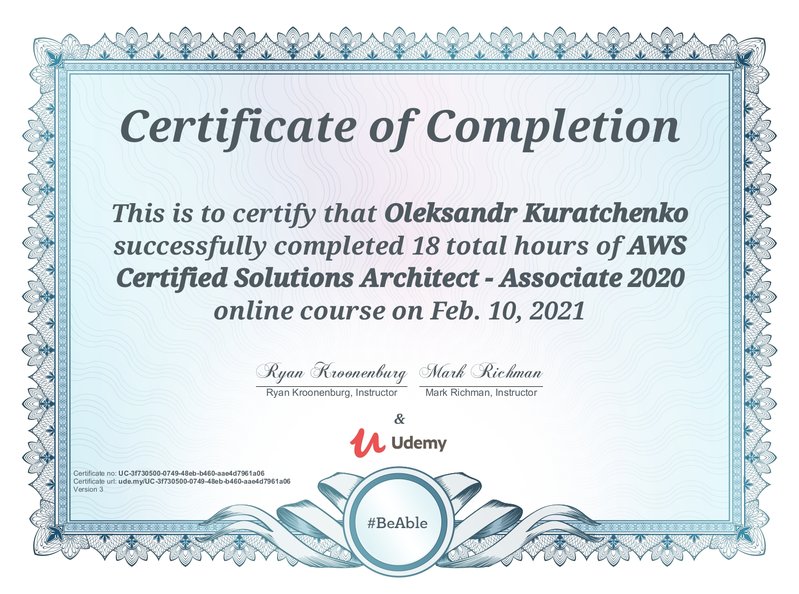 Certificate of Completion
This is to certify that Oleksandr Kuratchenko
successfully completed 18 total hours of AWS
Certified Solutions Architect - Associate 2020
online course on Feb. 10, 2021
Ryan Kroonenburg Mark Richman
Ryan Kroonenburg, Instructor Mark Richman, Instructor
&
Udemy
Certificate no: UC-3f730500-0749-48eb-b460-aae4d7961a06
Certificate url: ude.my/UC-3f730500-0749-48eb-b460-aae4d7961a06
Version 3
#BeAble